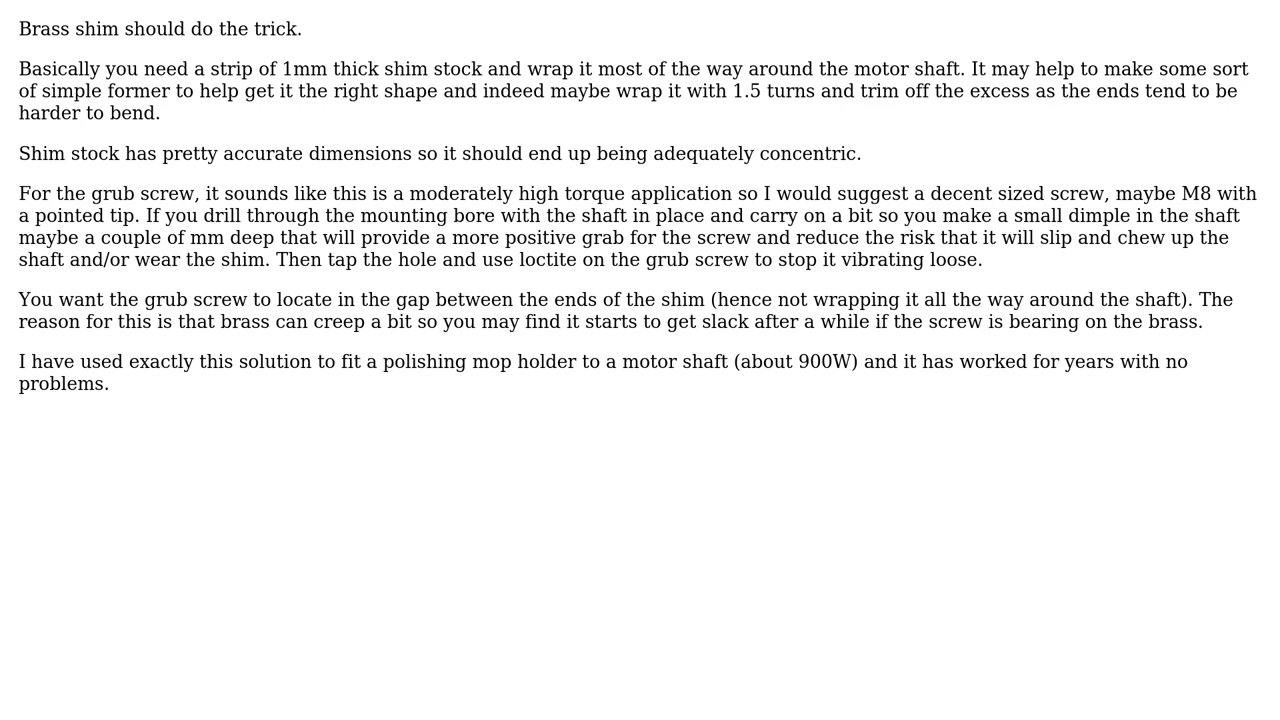 Brass shim should do the trick.
Basically you need a strip of 1mm thick shim stock and wrap it most of the way around the motor shaft. It may help to make some sort
of simple former to help get it the right shape and indeed maybe wrap it with 1.5 turns and trim off the excess as the ends tend to be
harder to bend.
Shim stock has pretty accurate dimensions so it should end up being adequately concentric.
For the grub screw, it sounds like this is a moderately high torque application so I would suggest a decent sized screw, maybe M8 with
a pointed tip. If you drill through the mounting bore with the shaft in place and carry on a bit so you make a small dimple in the shaft
maybe a couple of mm deep that will provide a more positive grab for the screw and reduce the risk that it will slip and chew up the
shaft and/or wear the shim. Then tap the hole and use loctite on the grub screw to stop it vibrating loose.
You want the grub screw to locate in the gap between the ends of the shim (hence not wrapping it all the way around the shaft). The
reason for this is that brass can creep a bit so you may find it starts to get slack after a while if the screw is bearing on the brass.
I have used exactly this solution to fit a polishing mop holder to a motor shaft (about 900W) and it has worked for years with no
problems.